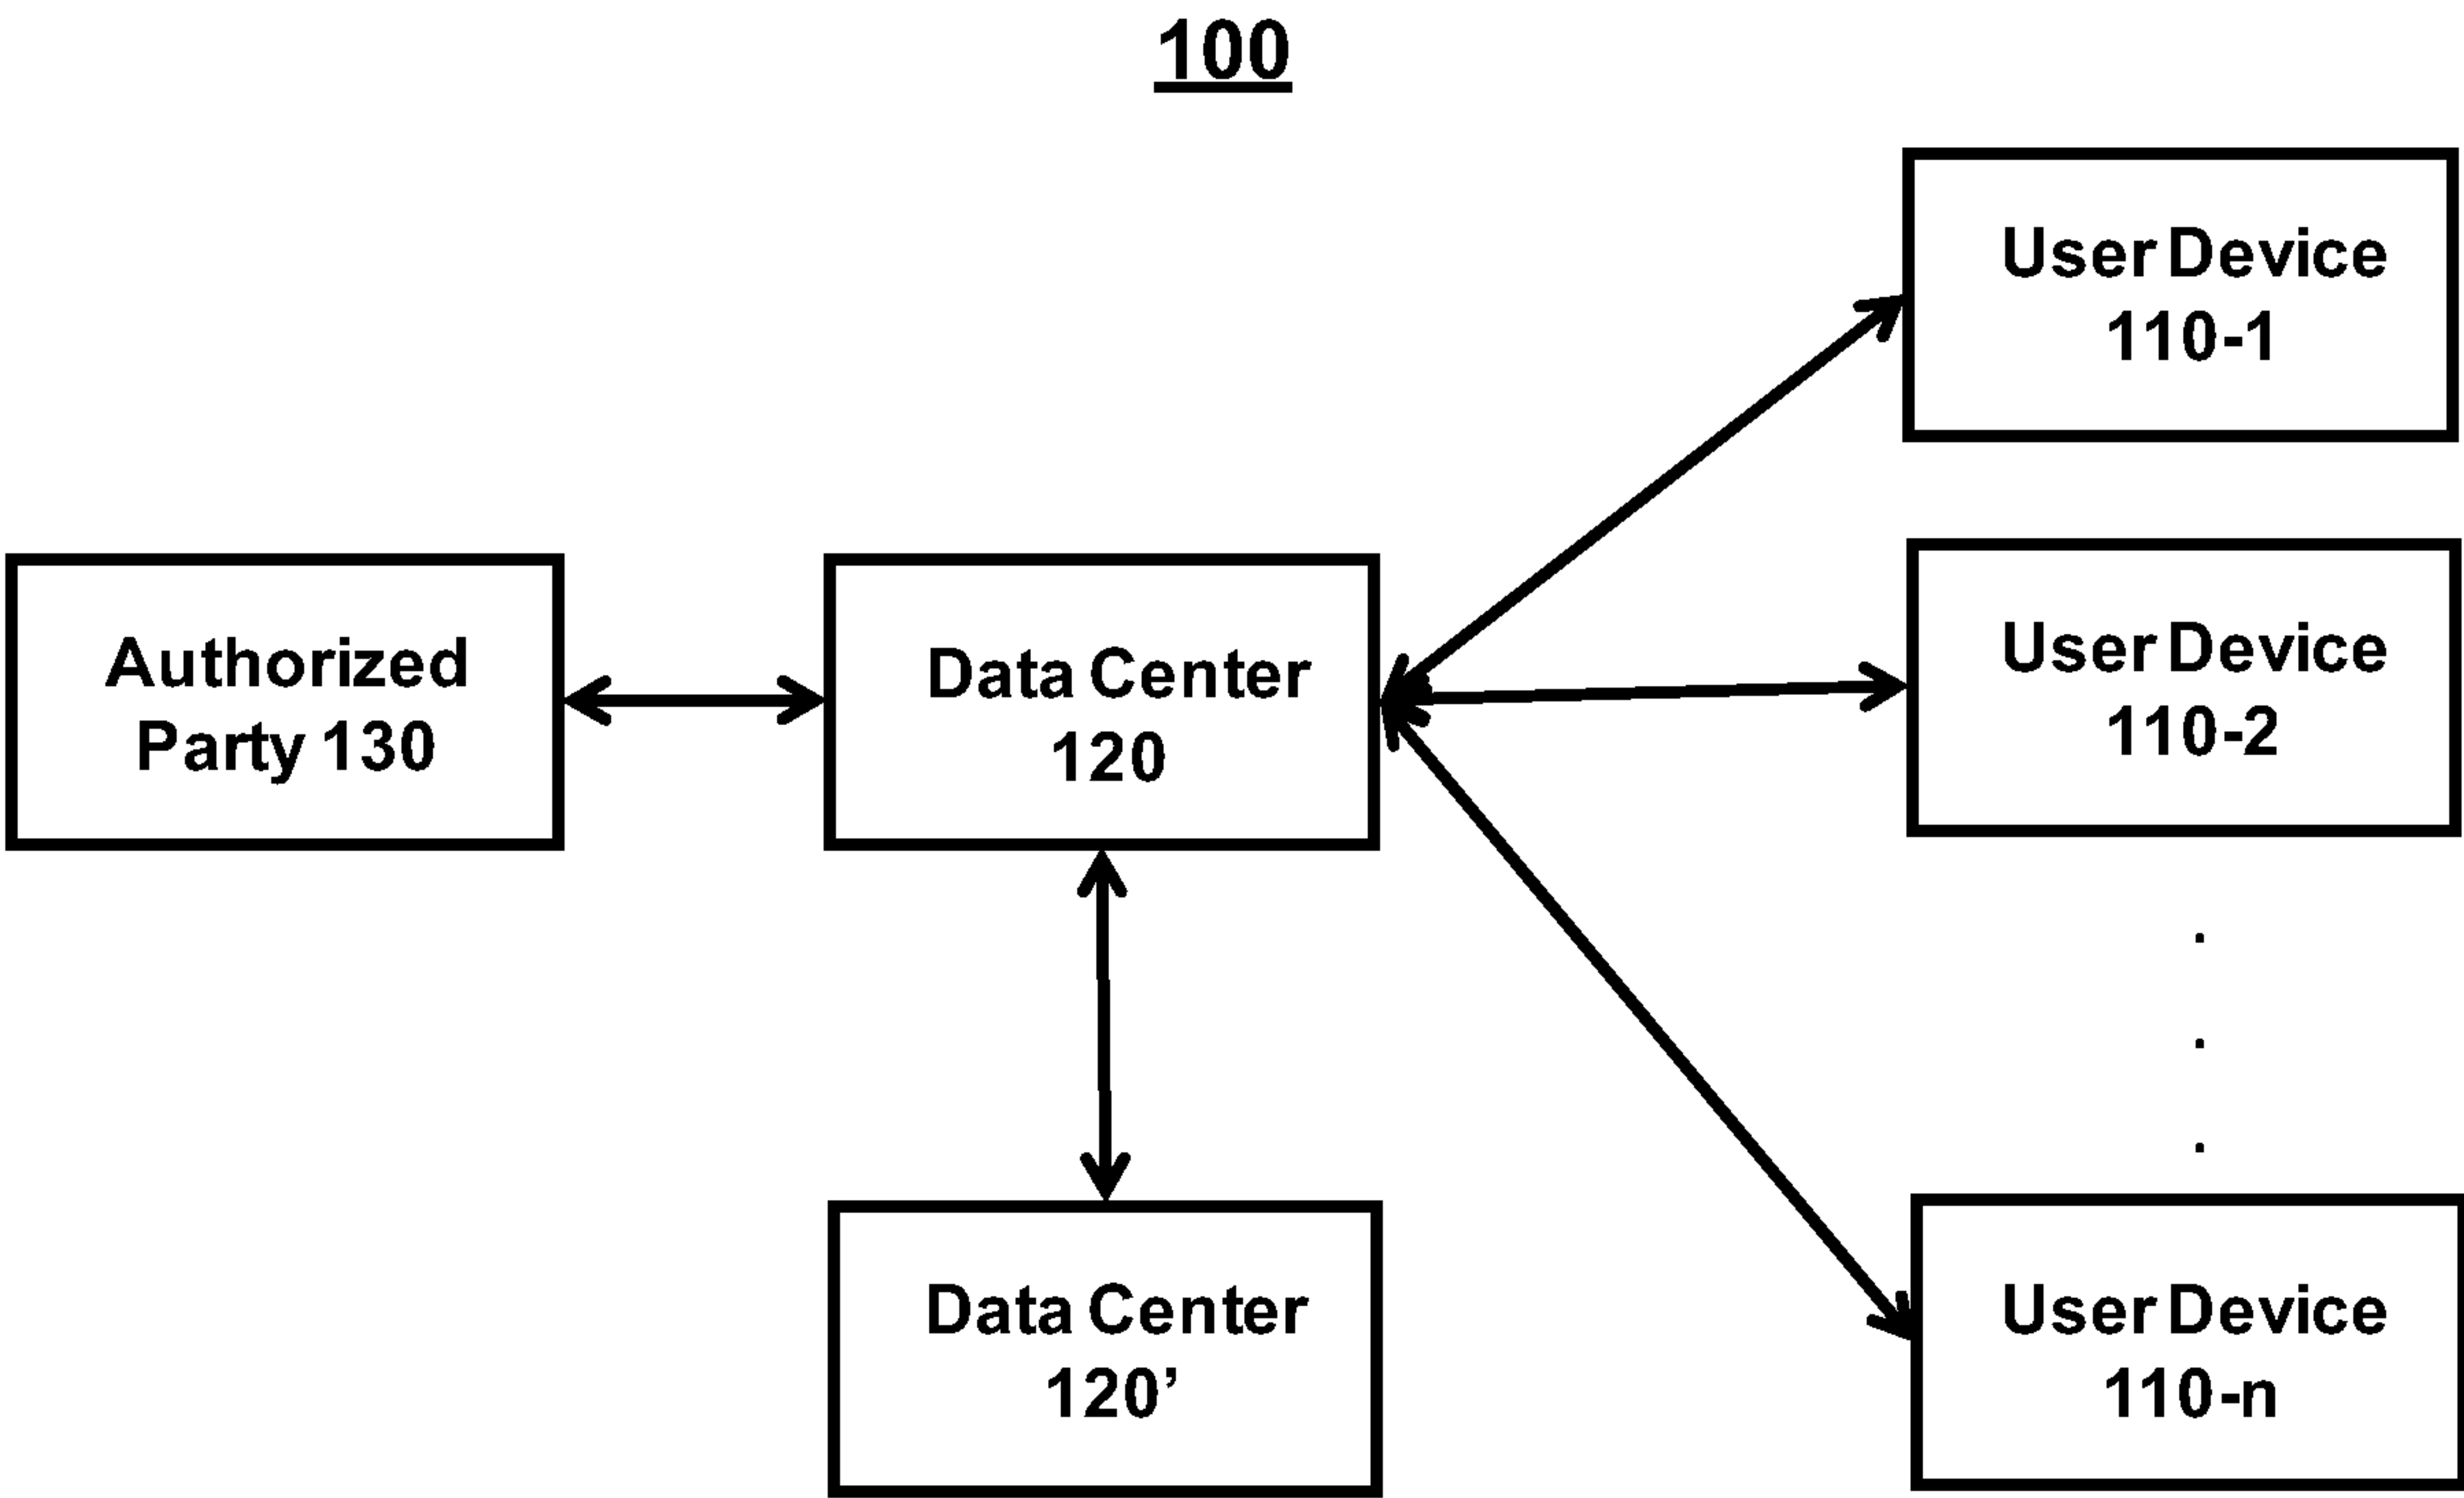 100
User Device
110-1
Authorized
Party 130
Data Center
120
User Device
110-2
.
.
.
Data Center
120’
User Device
110-n